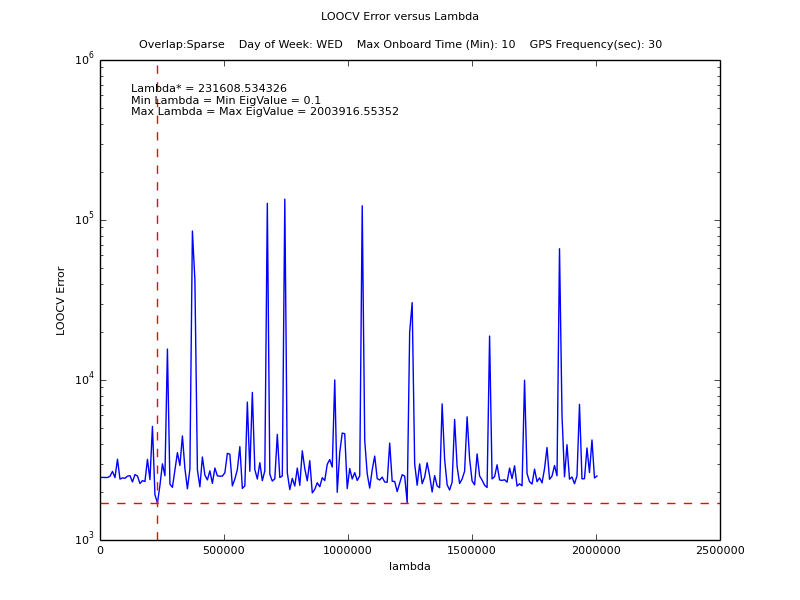 LOOCV Error versus Lambda
Overlap:Sparse    Day of Week: WED    Max Onboard Time (Min): 10    GPS Frequency(sec): 30
Lambda* = 231608.534326
Min Lambda = Min EigValue = 0.1
Max Lambda = Max EigValue = 2003916.55352
10^6
10^5
10^4
10^3
LOOCV Error
0 500000 1000000 1500000 2000000 2500000
lambda